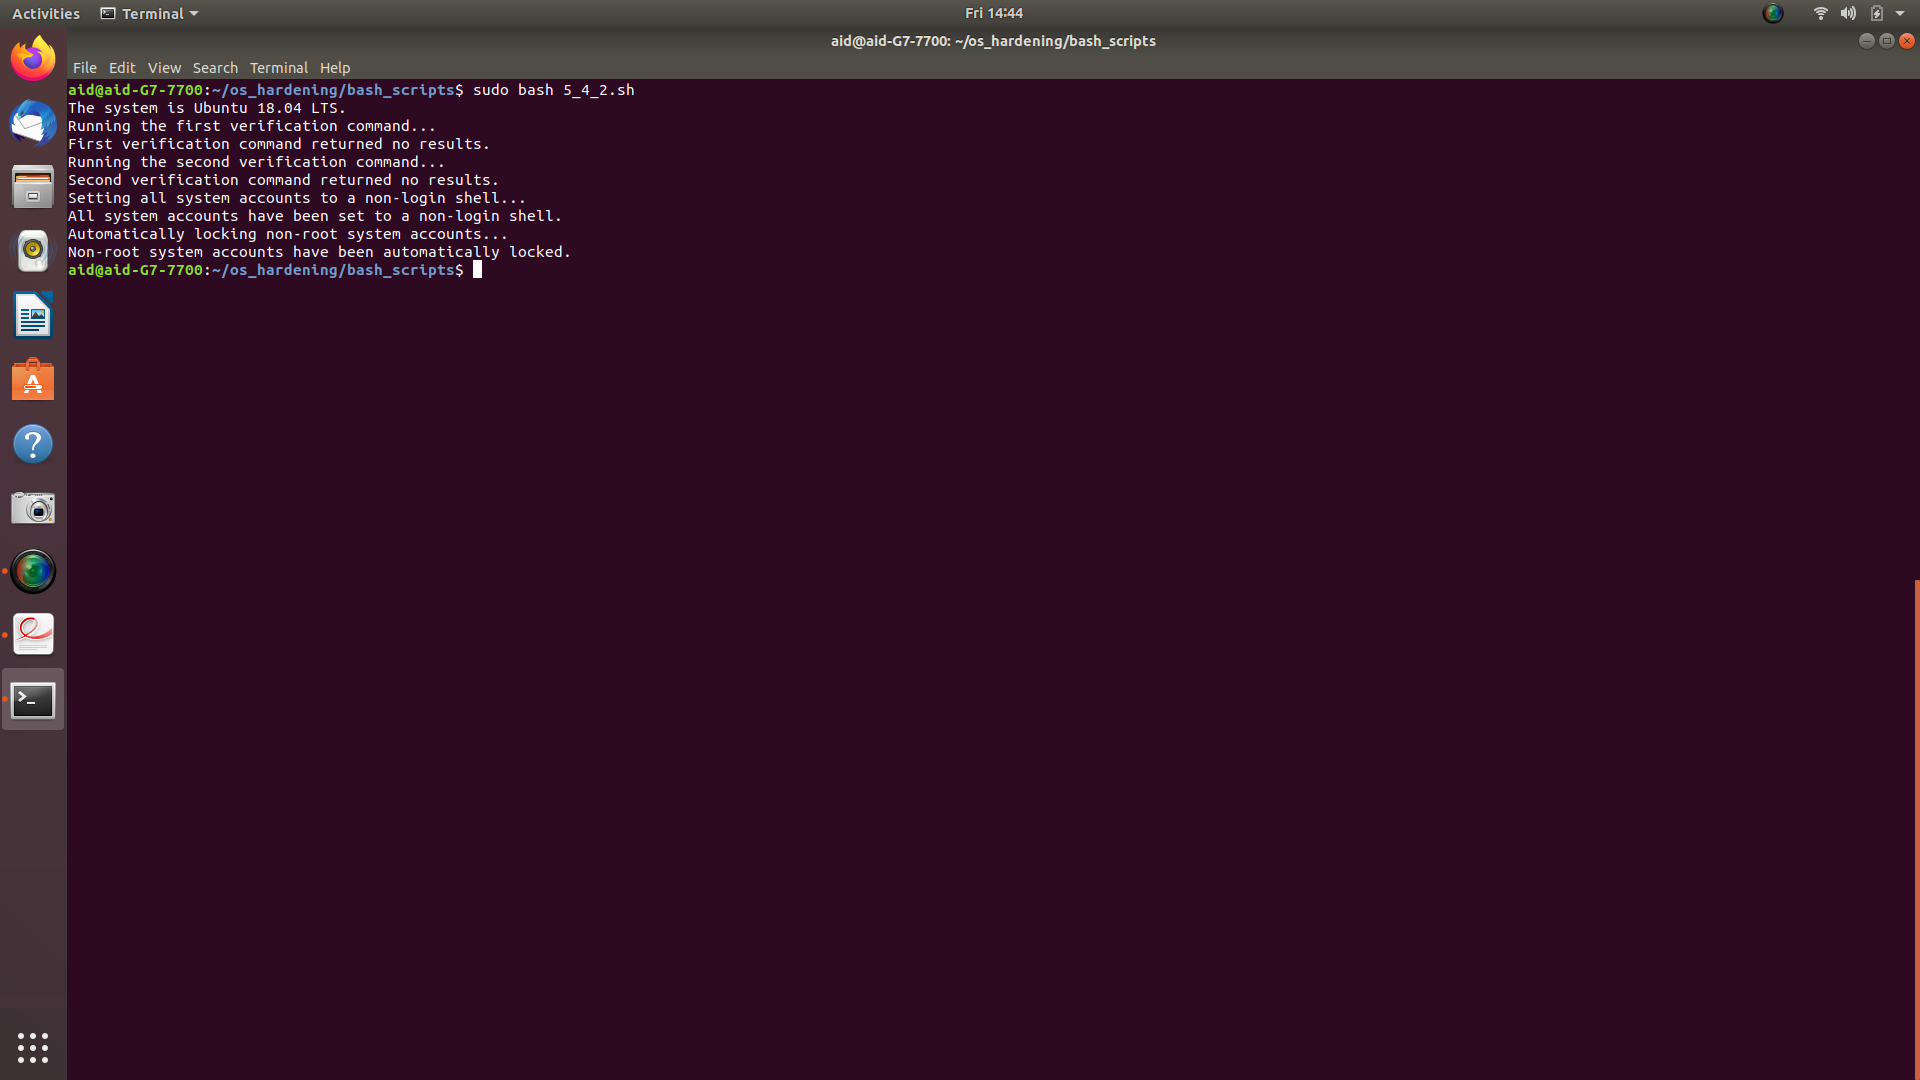 Activities
Terminal
Fri 14:44
aid@aid-G7-7700: ~/os_hardening/bash_scripts
File Edit View Search Terminal Help
aid@aid-G7-7700:~/os_hardening/bash_scripts$ sudo bash 5_4_2.sh
The system is Ubuntu 18.04 LTS.
Running the first verification command...
First verification command returned no results.
Running the second verification command...
Second verification command returned no results.
Setting all system accounts to a non-login shell...
All system accounts have been set to a non-login shell.
Automatically locking non-root system accounts...
Non-root system accounts have been automatically locked.
aid@aid-G7-7700:~/os_hardening/bash_scripts$